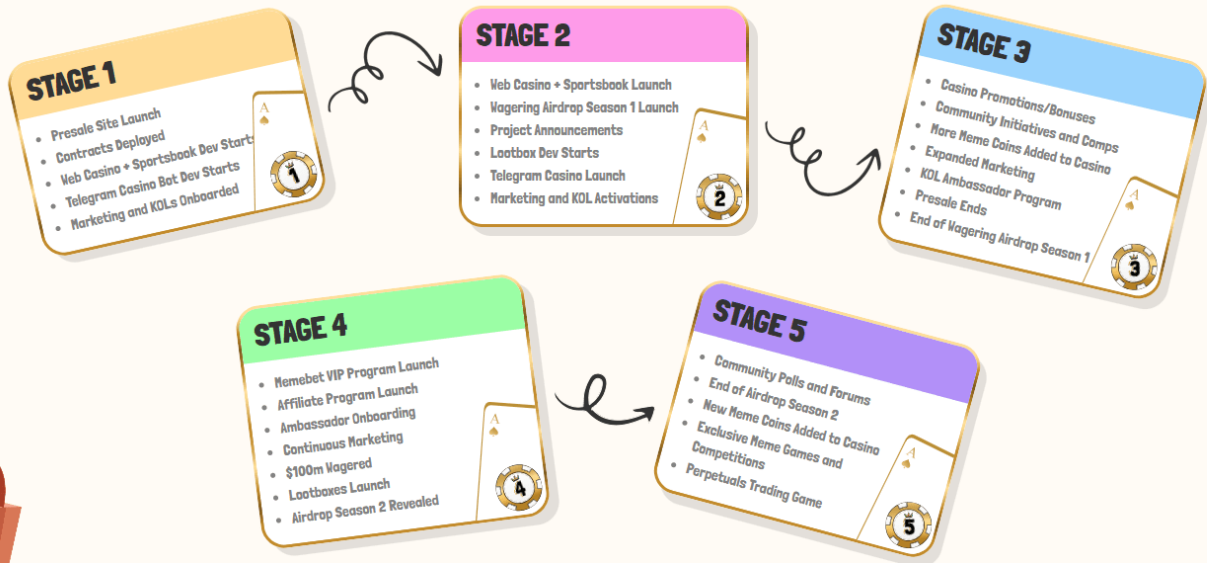 STAGE 1
Presale Site Launch
Contracts Deployed
Web Casino + Sportsbook Dev Starts
Telegram Casino Bot Dev Starts
Marketing and KOLs Onboarded
A
1
STAGE 2
Web Casino + Sportsbook Launch
Wagering Airdrop Season 1 Launch
Project Announcements
Lootbox Dev Starts
Telegram Casino Launch
Marketing and KOL Activations
A
2
STAGE 3
Casino Promotions/Bonuses
Community Initiatives and Comps
More Meme Coins Added to Casino
Expanded Marketing
KOL Ambassador Program
Presale Ends
End of Wagering Airdrop Season 1
A
3
STAGE 4
Memebet VIP Program Launch
Affiliate Program Launch
Ambassador Onboarding
Continuous Marketing
$100m Wagered
Lootboxes Launch
Airdrop Season 2 Revealed
A
4
STAGE 5
Community Polls and Forums
End of Airdrop Season 2
New Meme Coins Added to Casino
Exclusive Meme Games and
Competitions
Perpetuals Trading Game
A
5